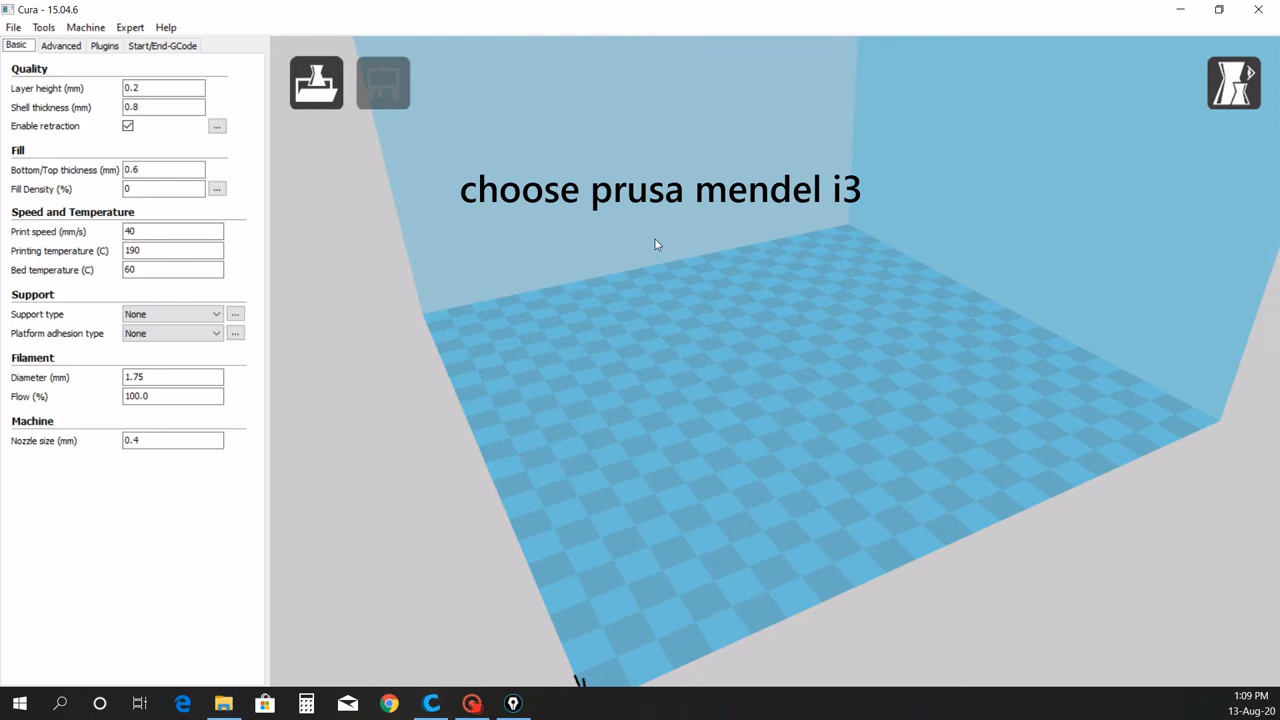 Cura - 15.04.6
File Tools Machine Expert Help
Basic Advanced Plugins Start/End-GCode
Quality
Layer height (mm) 0.2
Shell thickness (mm) 0.8
Enable retraction ...
Fill
Bottom/Top thickness (mm) 0.6
Fill Density (%) 0 ...
Speed and Temperature
Print speed (mm/s) 40
Printing temperature (C) 190
Bed temperature (C) 60
Support
Support type None ...
Platform adhesion type None ...
Filament
Diameter (mm) 1.75
Flow (%) 100.0
Machine
Nozzle size (mm) 0.4
choose prusa mendel i3
1:09 PM
13-Aug-20